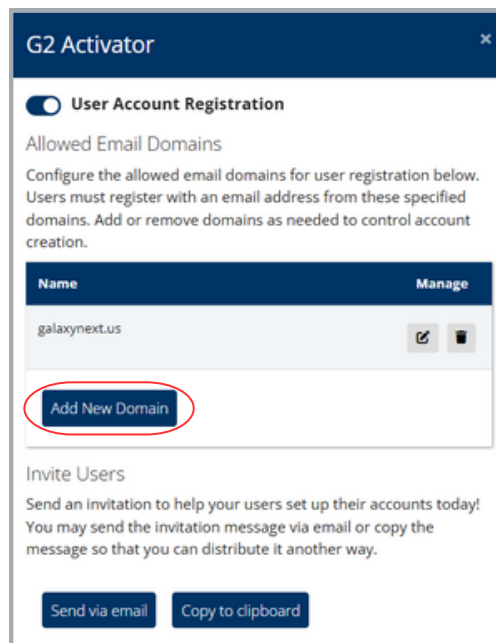 G2 Activator
×
User Account Registration
Allowed Email Domains
Configure the allowed email domains for user registration below.
Users must register with an email address from these specified
domains. Add or remove domains as needed to control account
creation.
Name Manage
galaxynext.us
Add New Domain
Invite Users
Send an invitation to help your users set up their accounts today!
You may send the invitation message via email or copy the
message so that you can distribute it another way.
Send via email Copy to clipboard